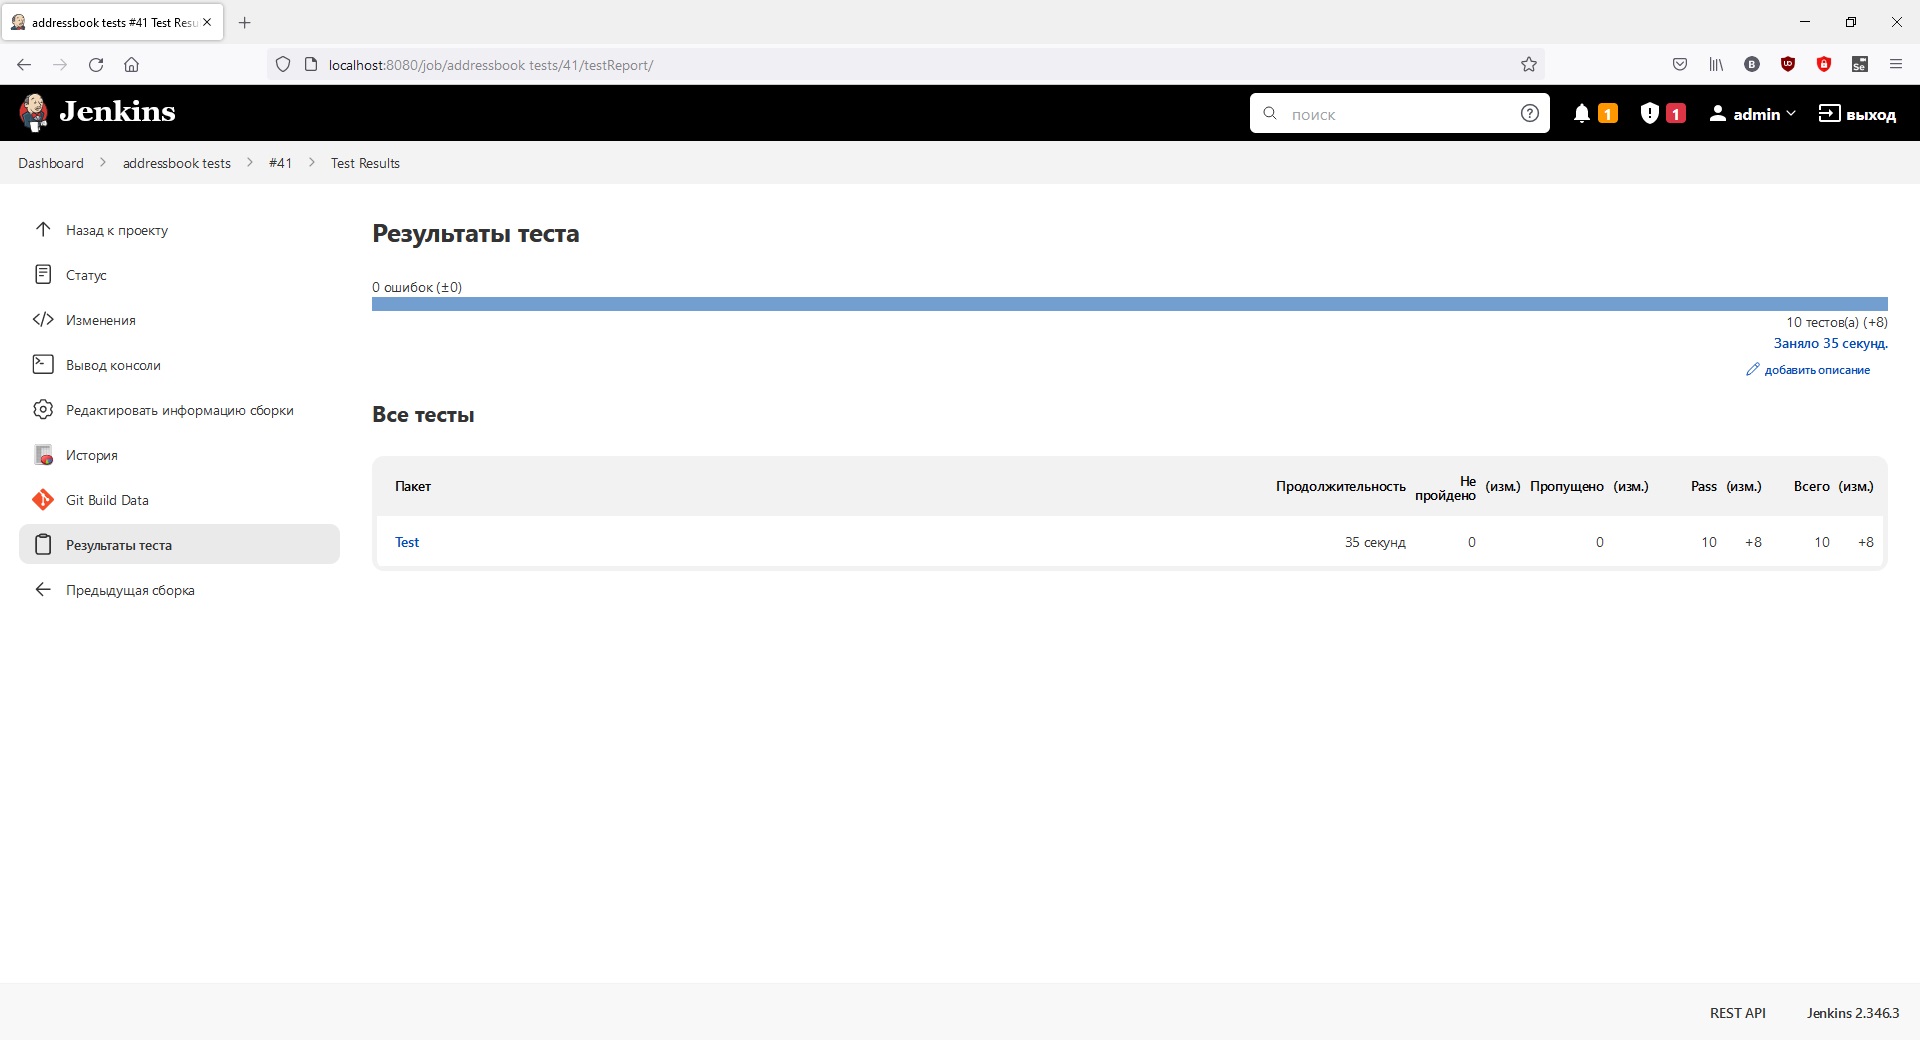 addressbook tests #41 Test Resu
localhost:8080/job/addressbook tests/41/testReport/
B
UD
Se
Jenkins
поиск
1
1
admin
выход
Dashboard
addressbook tests
#41
Test Results
Назад к проекту
Статус
Изменения
Вывод консоли
Редактировать информацию сборки
История
Git Build Data
Результаты теста
Предыдущая сборка
Результаты теста
0 ошибок (±0)
10 тестов(а) (+8)
Заняло 35 секунд.
добавить описание
Все тесты
Пакет Продолжительность Не пройдено (изм.) Пропущено (изм.) Pass (изм.) Всего (изм.)
Test 35 секунд 0 0 10 +8 10 +8
REST API
Jenkins 2.346.3